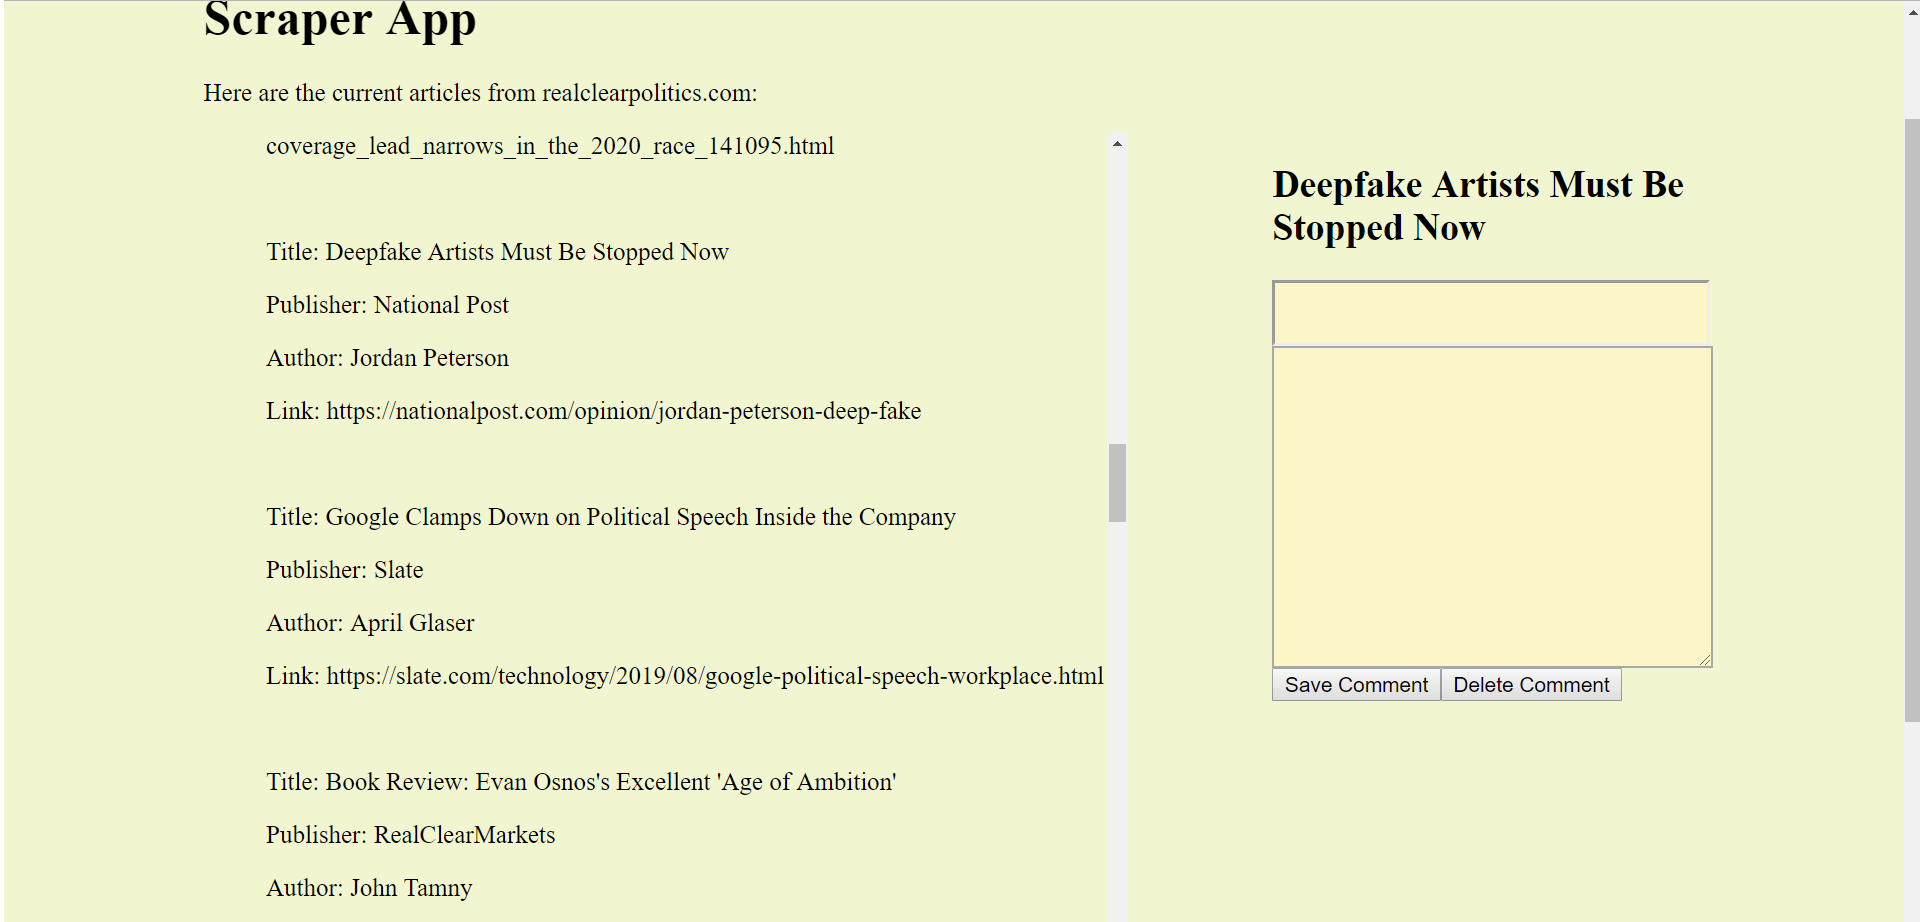 Scraper App
Here are the current articles from realclearpolitics.com:
coverage_lead_narrows_in_the_2020_race_141095.html
Title: Deepfake Artists Must Be Stopped Now
Publisher: National Post
Author: Jordan Peterson
Link: https://nationalpost.com/opinion/jordan-peterson-deep-fake
Title: Google Clamps Down on Political Speech Inside the Company
Publisher: Slate
Author: April Glaser
Link: https://slate.com/technology/2019/08/google-political-speech-workplace.html
Title: Book Review: Evan Osnos's Excellent 'Age of Ambition'
Publisher: RealClearMarkets
Author: John Tamny
Deepfake Artists Must Be
Stopped Now
Save Comment Delete Comment